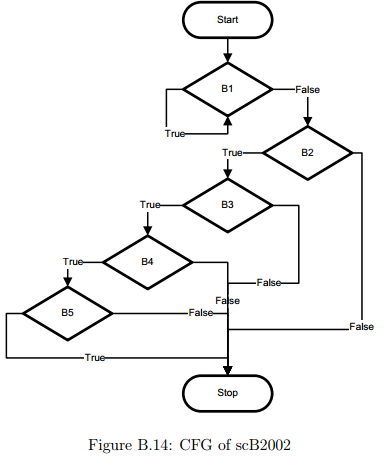 Start
B1
False
True
True
B2
True
B3
True
B4
False
False
B5
False
False
True
Stop
Figure B.14: CFG of scB2002